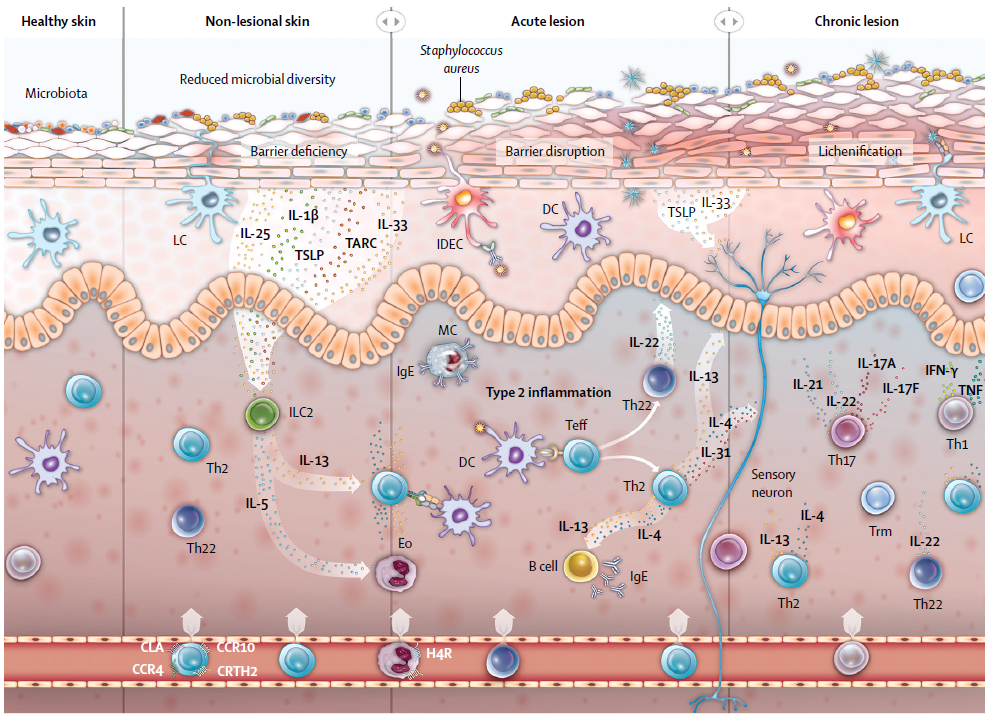 Healthy skin
Non-lesional skin
Acute lesion
Chronic lesion
Staphylococcus
aureus
Microbiota
Reduced microbial diversity
Barrier deficiency
Barrier disruption
Lichenification
LC
IL-25
IL-1β
TSLP
TARC
IL-33
IDEC
DC
TSLP
IL-33
LC
MC
IgE
Type 2 inflammation
IL-22
Th22
IL-13
IL-4
IL-31
ILC2
Th2
IL-13
IL-5
Th22
Eo
DC
Teff
Th2
IL-13
IL-4
B cell
IgE
Sensory
neuron
IL-21
IL-22
IL-17A
IL-17F
Th17
IFN-γ
TNF
Th1
Trm
IL-13
IL-4
Th2
IL-22
Th22
CLA
CCR10
CCR4
CRTH2
H4R